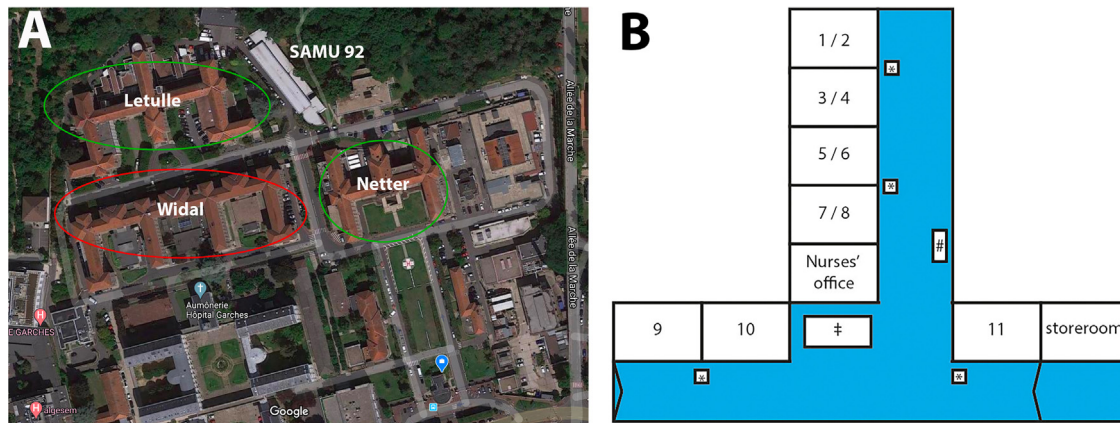 A
SAMU 92
Letulle
Widal
Netter
Allée de la Marche
Allée de la Marche
Aumônerie
Hôpital Garches
E GARCHES
algesem
Google
H
H
B
1 / 2
3 / 4
5 / 6
7 / 8
Nurses'
office
9
10
11
storeroom
*
*
#
‡
*
*